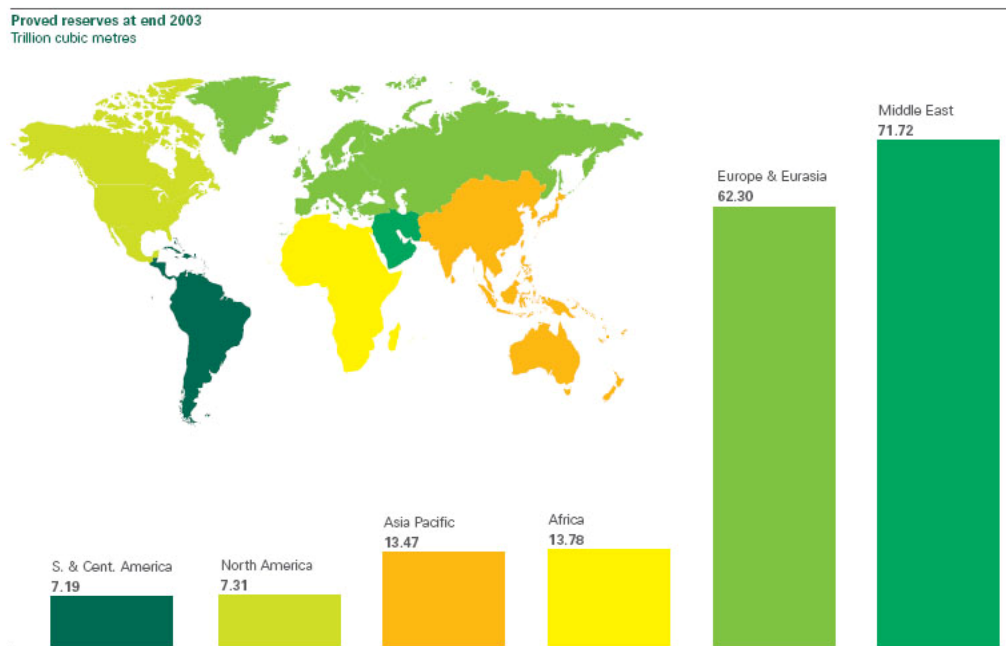 Proved reserves at end 2003
Trillion cubic metres
Middle East
71.72
Europe & Eurasia
62.30
Asia Pacific
13.47
Africa
13.78
S. & Cent. America
7.19
North America
7.31